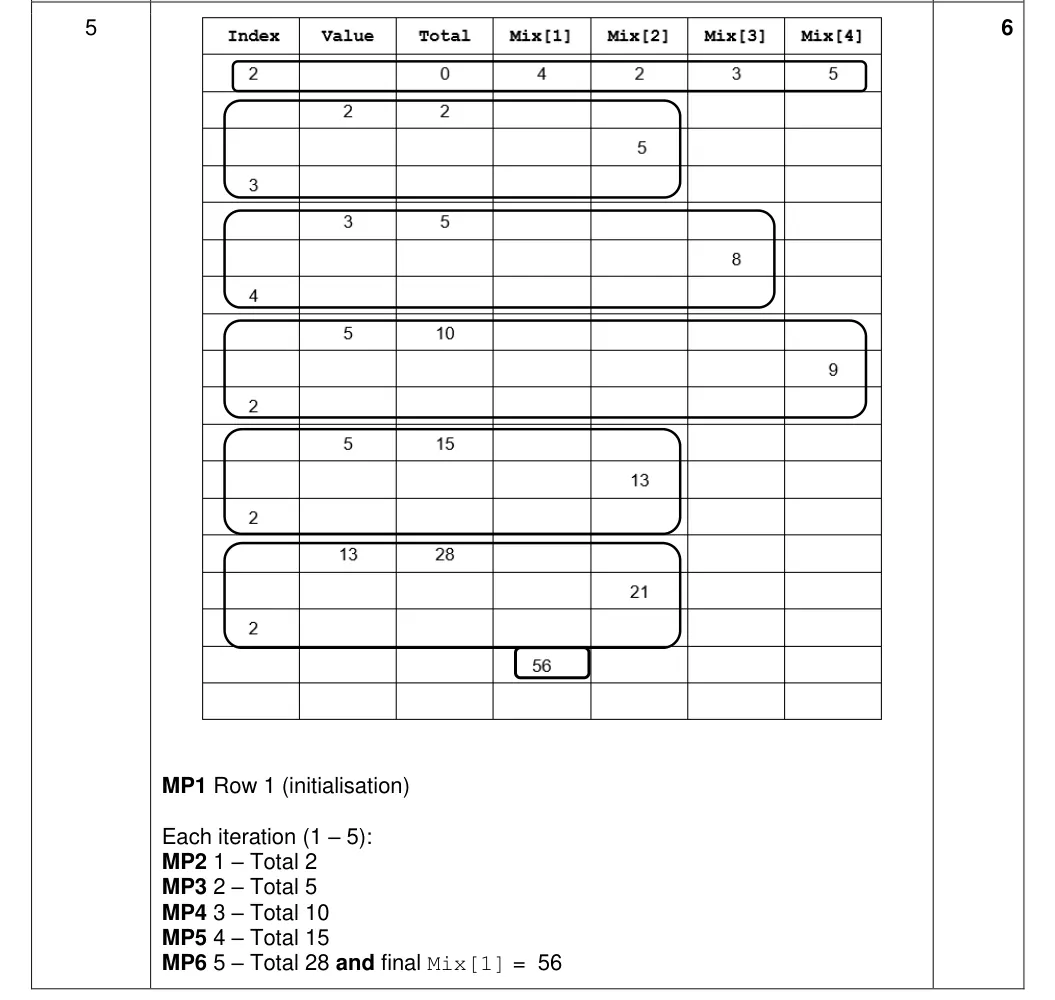 5 6
Index Value Total Mix[1] Mix[2] Mix[3] Mix[4]
2 0 4 2 3 5
2 2
5
3
3 5
8
4
5 10
9
2
5 15
13
2
13 28
21
2
56
MP1 Row 1 (initialisation)
Each iteration (1 – 5):
MP2 1 – Total 2
MP3 2 – Total 5
MP4 3 – Total 10
MP5 4 – Total 15
MP6 5 – Total 28 and final Mix[1] = 56